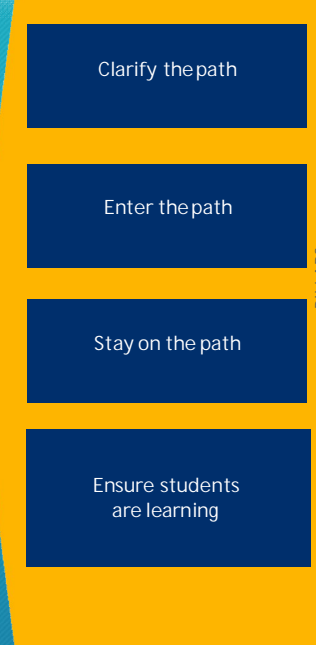 Clarify the path
Enter the path
Stay on the path
Ensure students
are learning